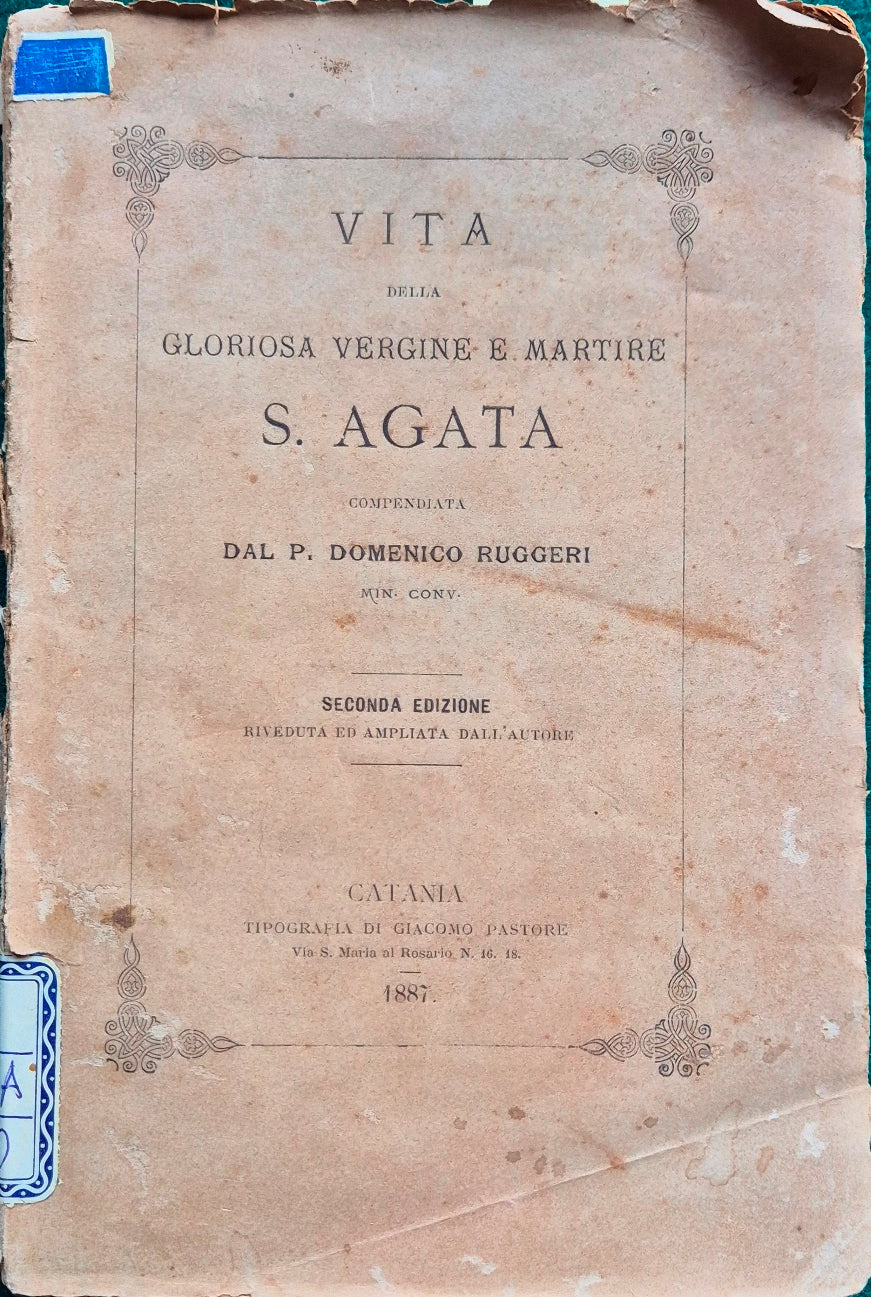 VITA
DELLA
GLORIOSA VERGINE E MARTIRE
S. AGATA
COMPENDIATA
DAL P. DOMENICO RUGGERI
MIN. CONV.
SECONDA EDIZIONE
RIVEDUTA ED AMPLIATA DALL'AUTORE
CATANIA
TIPOGRAFIA DI GIACOMO PASTORE
Via S. Maria al Rosario N. 16. 18.
1887.
A